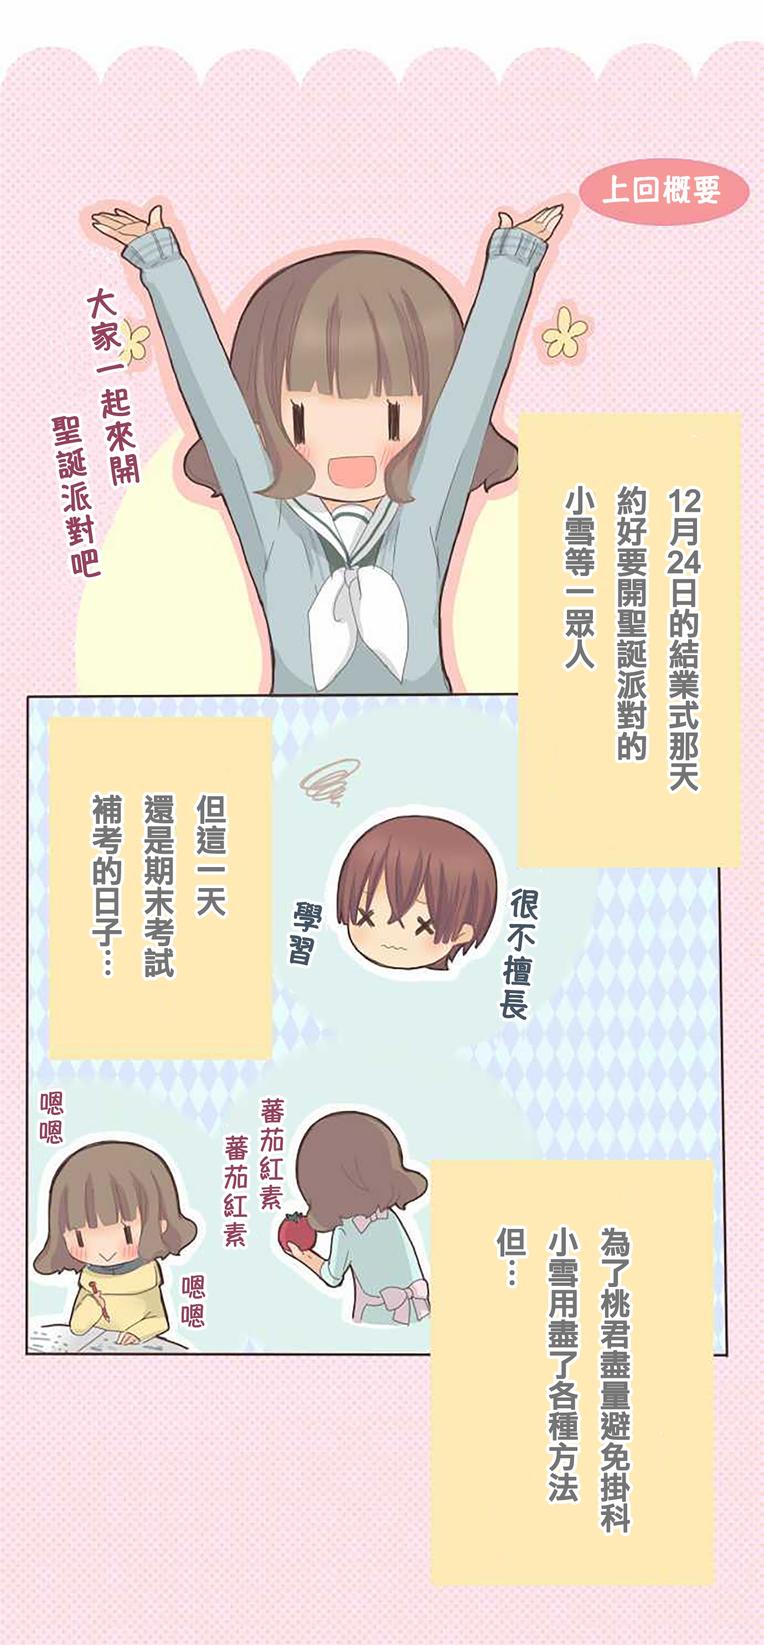 上回概要
大家一起來開
聖誕派對吧
12月24日的結業式那天
約好要開聖誕派對的
小雪等一眾人
但這一天
還是期末考試
補考的日子…
很不擅長
學習
蕃茄紅素
蕃茄紅素
嗯嗯
嗯嗯
為了桃君盡量避免掛科
小雪用盡了各種方法
但…